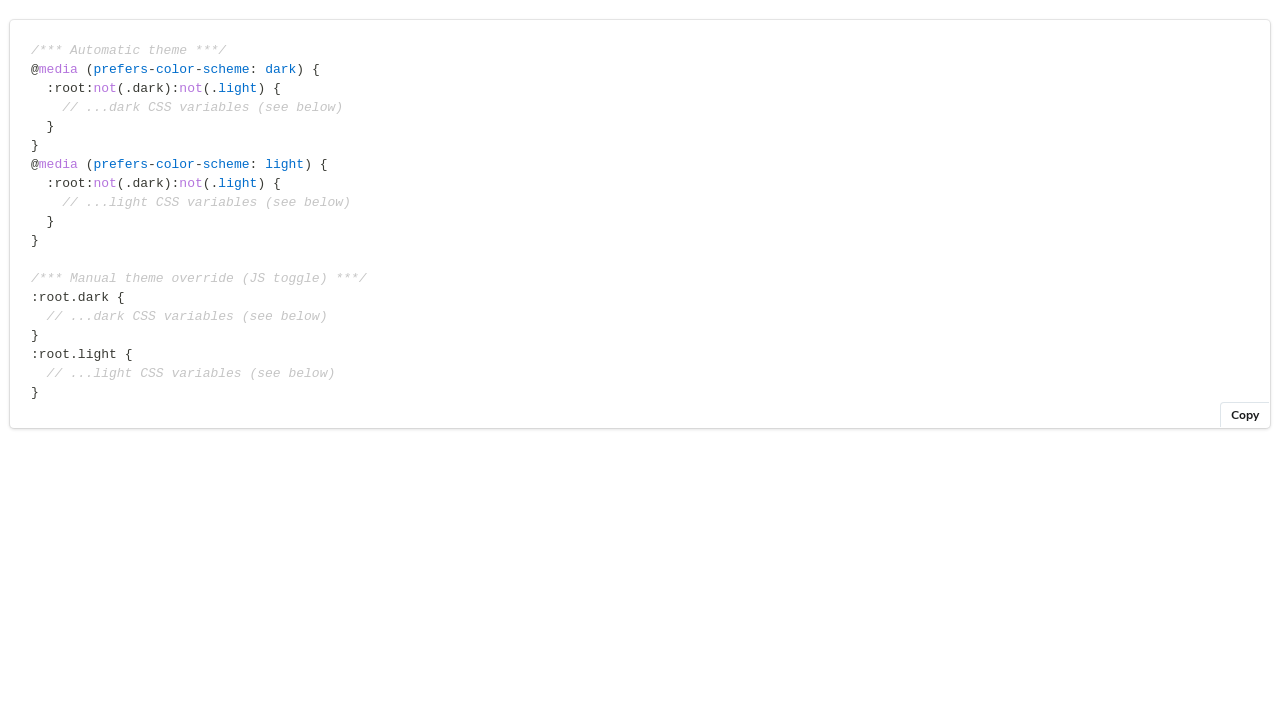 /*** Automatic theme ***/
@media (prefers-color-scheme: dark) {
  :root:not(.dark):not(.light) {
    // ...dark CSS variables (see below)
  }
}
@media (prefers-color-scheme: light) {
  :root:not(.dark):not(.light) {
    // ...light CSS variables (see below)
  }
}

/*** Manual theme override (JS toggle) ***/
:root.dark {
  // ...dark CSS variables (see below)
}
:root.light {
  // ...light CSS variables (see below)
}
Copy